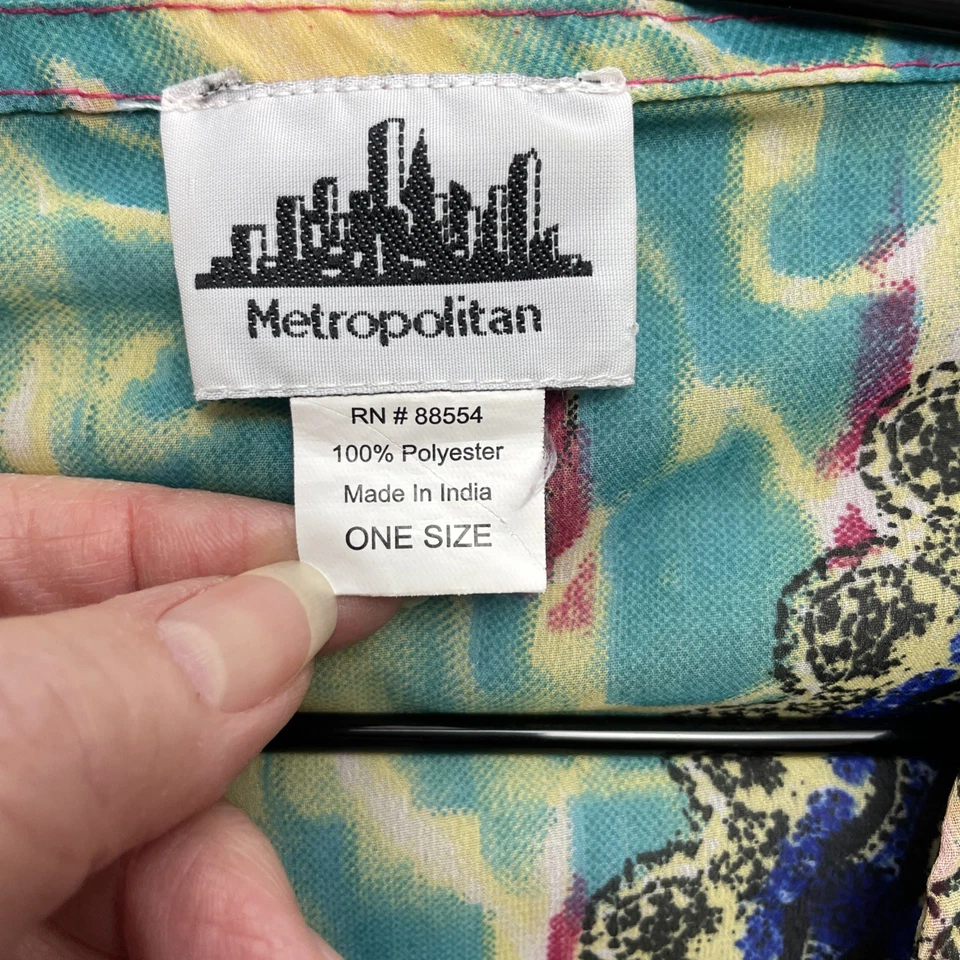 Metropolitan
RN # 88554
100% Polyester
Made In India
ONE SIZE